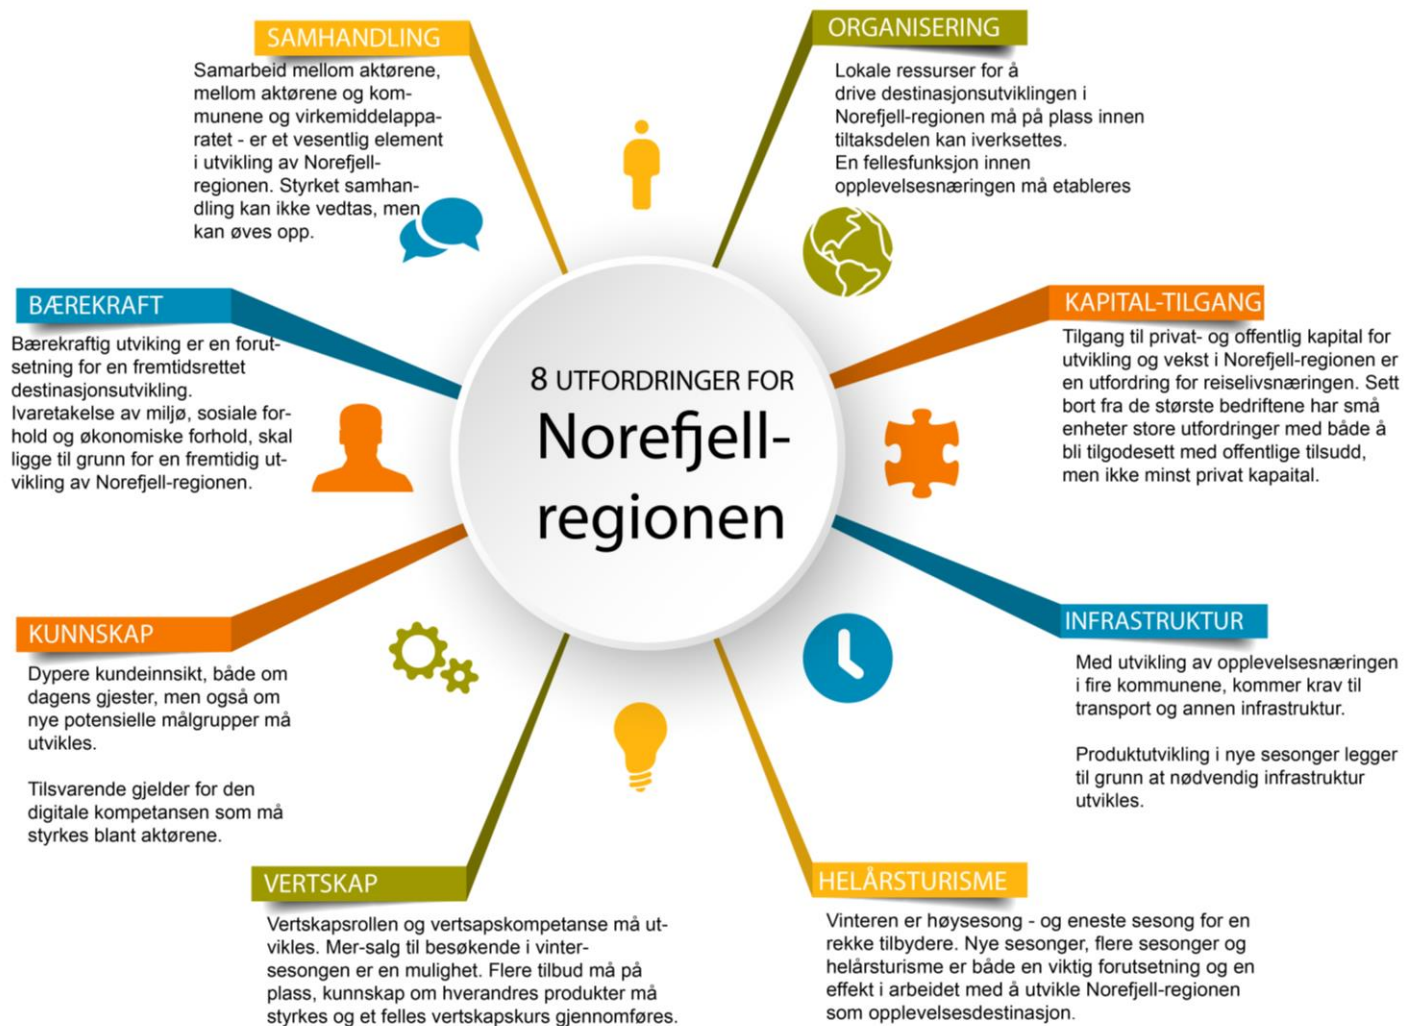 SAMHANDLING
Samarbeid mellom aktørene,
mellom aktørene og kom-
munene og virkemiddelappa-
ratet - er et vesentlig element
i utvikling av Norefjell-
regionen. Styrket samhan-
dling kan ikke vedtas, men
kan øves opp.
ORGANISERING
Lokale ressurser for å
drive destinasjonsutviklingen i
Norefjell-regionen må på plass innen
tiltaksdelen kan iverksettes.
En fellesfunksjon innen
opplevelsesnæringen må etableres
BÆREKRAFT
Bærekraftig utviking er en forut-
setning for en fremtidsrettet
destinasjonsutvikling.
Ivaretakelse av miljø, sosiale for-
hold og økonomiske forhold, skal
ligge til grunn for en fremtidig ut-
vikling av Norefjell-regionen.
KAPITAL-TILGANG
Tilgang til privat- og offentlig kapital for
utvikling og vekst i Norefjell-regionen er
en utfordring for reiselivsnæringen. Sett
bort fra de største bedriftene har små
enheter store utfordringer med både å
bli tilgodesett med offentlige tilsudd,
men ikke minst privat kapaital.
8 UTFORDRINGER FOR
Norefjell-
regionen
KUNNSKAP
Dypere kundeinnsikt, både om
dagens gjester, men også om
nye potensielle målgrupper må
utvikles.
Tilsvarende gjelder for den
digitale kompetansen som må
styrkes blant aktørene.
INFRASTRUKTUR
Med utvikling av opplevelsesnæringen
i fire kommunene, kommer krav til
transport og annen infrastruktur.
Produktutvikling i nye sesonger legger
til grunn at nødvendig infrastruktur
utvikles.
VERTSKAP
Vertskapsrollen og vertsapskompetanse må ut-
vikles. Mer-salg til besøkende i vinter-
sesongen er en mulighet. Flere tilbud må på
plass, kunnskap om hverandres produkter må
styrkes og et felles vertskapskurs gjennomføres.
HELÅRSTURISME
Vinteren er høysesong - og eneste sesong for en
rekke tilbydere. Nye sesonger, flere sesonger og
helårsturisme er både en viktig forutsetning og en
effekt i arbeidet med å utvikle Norefjell-regionen
som opplevelsesdestinasjon.